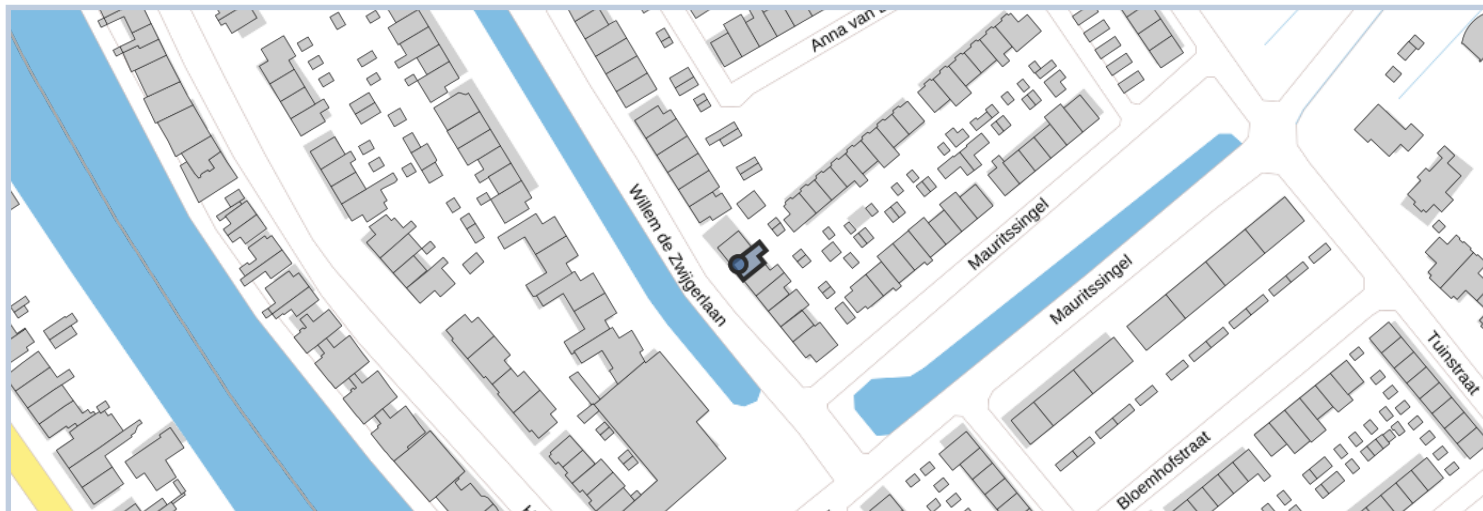 Anna van
Willem de Zwijgerlaan
Mauritssingel
Mauritssingel
Tuinstraat
Bloemhofstraat